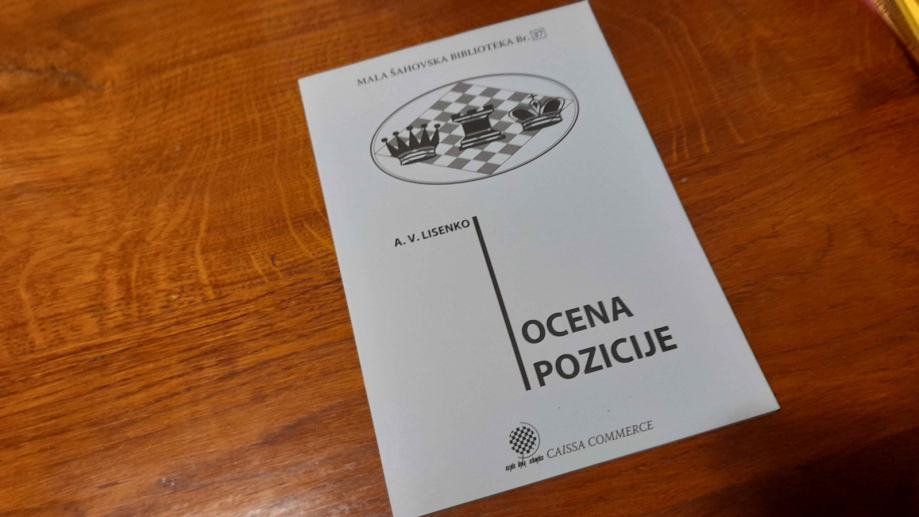 MALA ŠAHOVSKA BIBLIOTEKA Br. 37
A. V. LISENKO
OCENA
POZICIJE
CAISSA COMMERCE